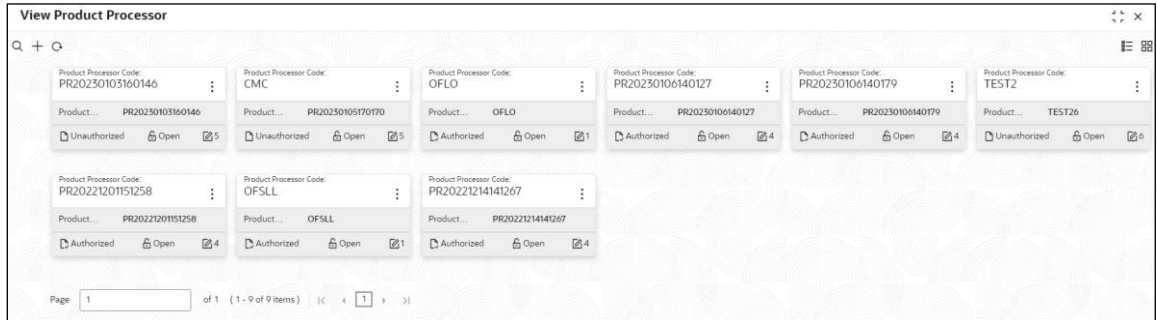 View Product Processor
Product Processor Code: Product Processor Code: Product Processor Code: Product Processor Code: Product Processor Code: Product Processor Code:
PR20230103160146 CMC OFLO PR20230106140127 PR20230106140179 TEST2
Product... PR20230103160146 Product... PR20230105170170 Product... OFLO Product... PR20230106140127 Product... PR20230106140179 Product... TEST26
Unauthorized Open 5 Unauthorized Open 5 Authorized Open 1 Authorized Open 4 Authorized Open 4 Unauthorized Open 6
Product Processor Code: Product Processor Code: Product Processor Code:
PR20221201151258 OFSLL PR20221214141267
Product... PR20221201151258 Product... OFSLL Product... PR20221214141267
Authorized Open 4 Authorized Open 1 Authorized Open 4
Page 1 of 1 (1 - 9 of 9 items) 1